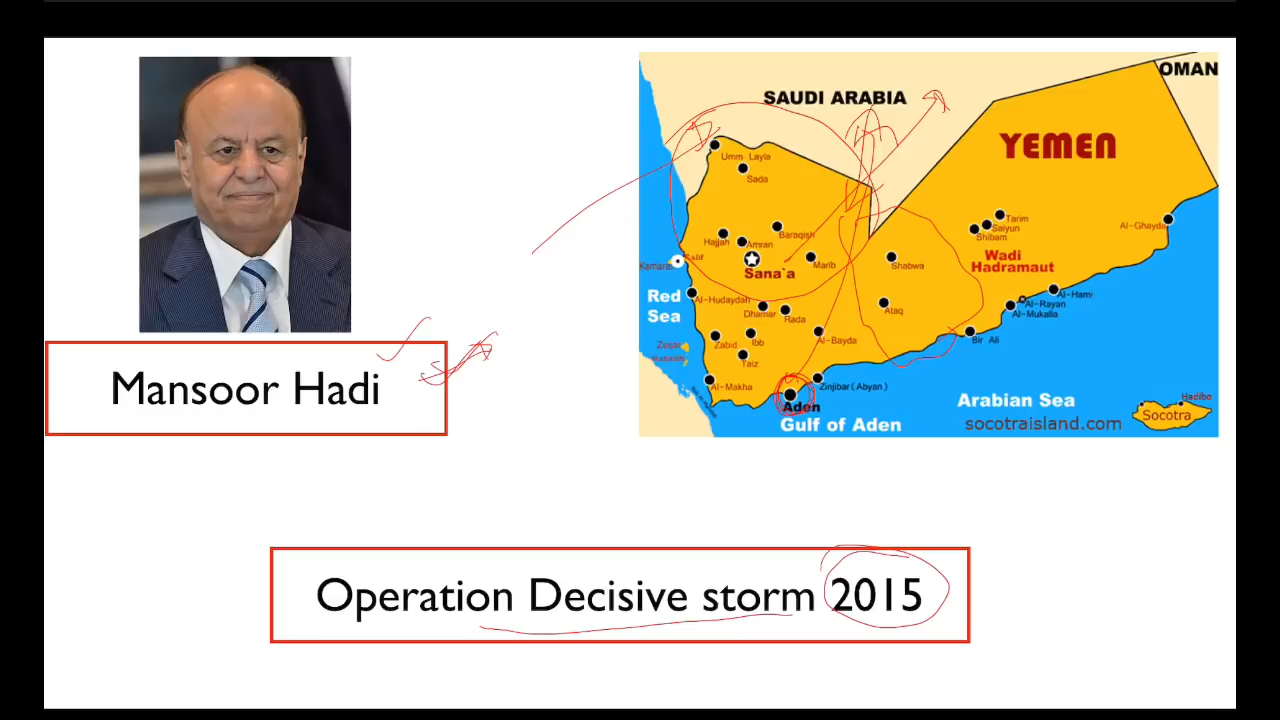 OMAN
SAUDI ARABIA
YEMEN
Umm Layla
Sada
Tarim
Saiyun
Shibam
Al-Ghayda
Baraqish
Hajjah
Amran
Wadi
Hadramaut
Kamaran
Salif
Sana`a
Marib
Shabwa
Red
Sea
Al-Hudaydah
Al-Rayan
Al-Mukalla
Dhamar
Rada
Ataq
Zabid
Ibb
Al-Bayda
Bir Ali
Taiz
Al-Makha
Zinjibar (Abyan)
Mansoor Hadi
Aden
Gulf of Aden
Arabian Sea
socotraisland.com
Hadibo
Socotra
Operation Decisive storm 2015